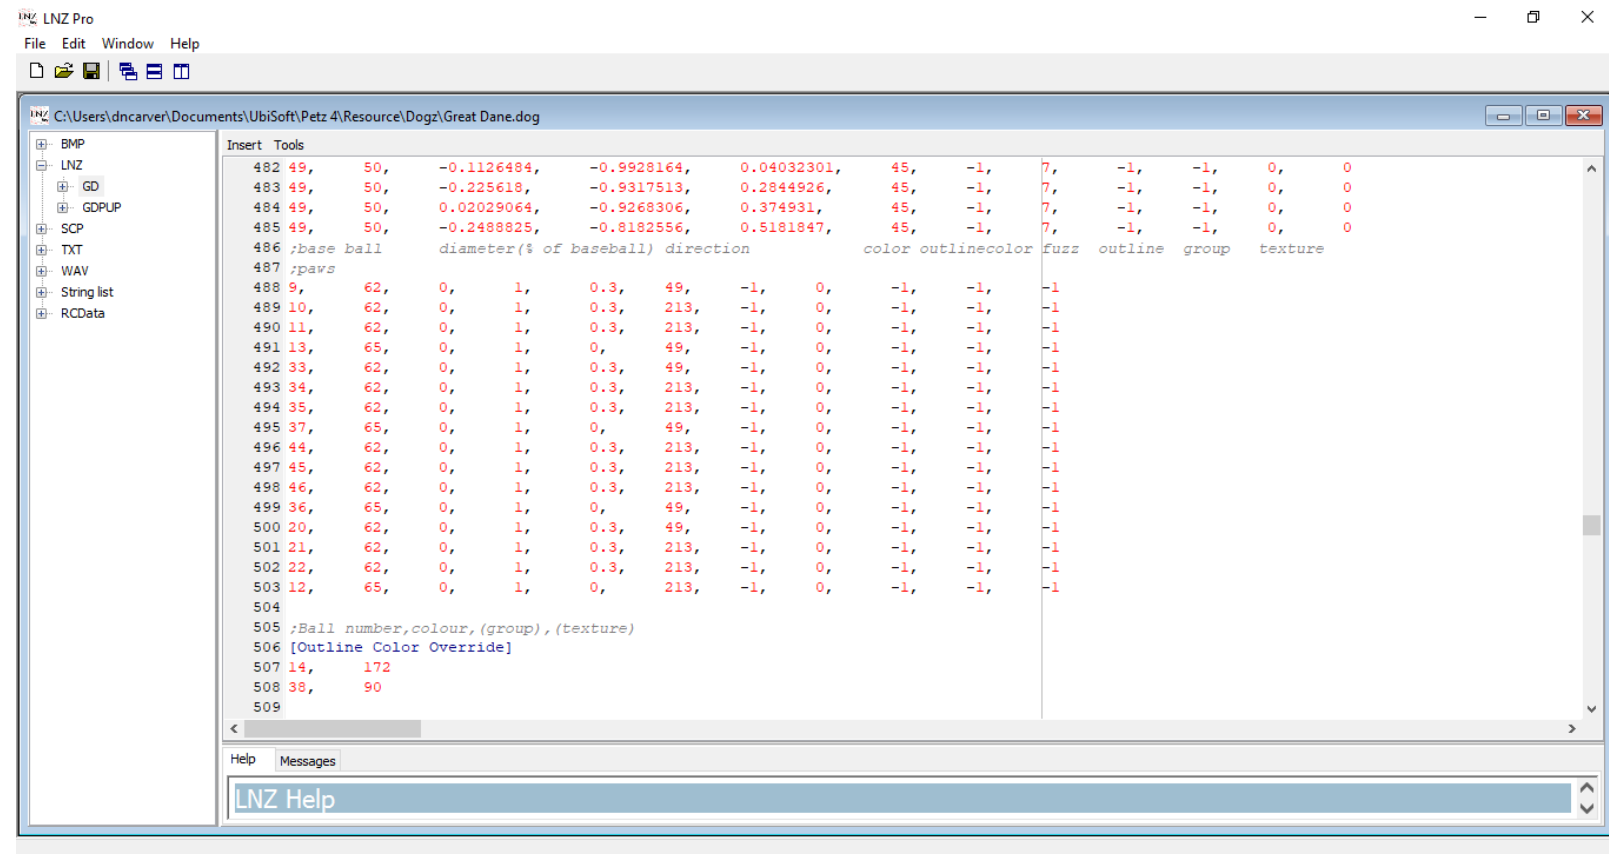 LNZ Pro
File Edit Window Help
C:\Users\dncarver\Documents\UbiSoft\Petz 4\Resource\Dogz\Great Dane.dog
BMP
LNZ
GD
GDPUP
SCP
TXT
WAV
String list
RCData
Insert Tools
482 49, 50, -0.1126484, -0.9928164, 0.04032301, 45, -1, 7, -1, -1, 0, 0
483 49, 50, -0.225618, -0.9317513, 0.2844926, 45, -1, 7, -1, -1, 0, 0
484 49, 50, 0.02029064, -0.9268306, 0.374931, 45, -1, 7, -1, -1, 0, 0
485 49, 50, -0.2488825, -0.8182556, 0.5181847, 45, -1, 7, -1, -1, 0, 0
486 ;base ball diameter(% of baseball) direction color outlinecolor fuzz outline group texture
487 ;paws
488 9, 62, 0, 1, 0.3, 49, -1, 0, -1, -1, -1
489 10, 62, 0, 1, 0.3, 213, -1, 0, -1, -1, -1
490 11, 62, 0, 1, 0.3, 213, -1, 0, -1, -1, -1
491 13, 65, 0, 1, 0, 49, -1, 0, -1, -1, -1
492 33, 62, 0, 1, 0.3, 49, -1, 0, -1, -1, -1
493 34, 62, 0, 1, 0.3, 213, -1, 0, -1, -1, -1
494 35, 62, 0, 1, 0.3, 213, -1, 0, -1, -1, -1
495 37, 65, 0, 1, 0, 49, -1, 0, -1, -1, -1
496 44, 62, 0, 1, 0.3, 213, -1, 0, -1, -1, -1
497 45, 62, 0, 1, 0.3, 213, -1, 0, -1, -1, -1
498 46, 62, 0, 1, 0.3, 213, -1, 0, -1, -1, -1
499 36, 65, 0, 1, 0, 49, -1, 0, -1, -1, -1
500 20, 62, 0, 1, 0.3, 49, -1, 0, -1, -1, -1
501 21, 62, 0, 1, 0.3, 213, -1, 0, -1, -1, -1
502 22, 62, 0, 1, 0.3, 213, -1, 0, -1, -1, -1
503 12, 65, 0, 1, 0, 213, -1, 0, -1, -1, -1
504
505 ;Ball number,colour,(group),(texture)
506 [Outline Color Override]
507 14, 172
508 38, 90
509
Help Messages
LNZ Help